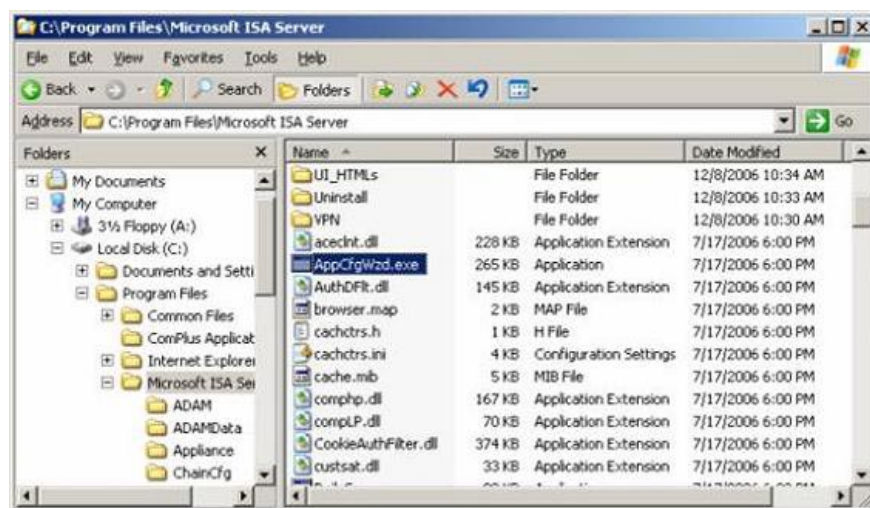 C:\Program Files\Microsoft ISA Server
File Edit View Favorites Tools Help
Back Search Folders
Address C:\Program Files\Microsoft ISA Server Go
Folders
My Documents
My Computer
3½ Floppy (A:)
Local Disk (C:)
Documents and Setti
Program Files
Common Files
ComPlus Applicat
Internet Explorer
Microsoft ISA Ser
ADAM
ADAMData
Appliance
ChainCfg
Name Size Type Date Modified
UI_HTMLs File Folder 12/8/2006 10:34 AM
Uninstall File Folder 12/8/2006 10:33 AM
VPN File Folder 12/8/2006 10:30 AM
aceclnt.dll 228 KB Application Extension 7/17/2006 6:00 PM
AppCfgWzd.exe 265 KB Application 7/17/2006 6:00 PM
AuthDFlt.dll 145 KB Application Extension 7/17/2006 6:00 PM
browser.map 2 KB MAP File 7/17/2006 6:00 PM
cachctrs.h 1 KB H File 7/17/2006 6:00 PM
cachctrs.ini 4 KB Configuration Settings 7/17/2006 6:00 PM
cache.mib 5 KB MIB File 7/17/2006 6:00 PM
comphp.dll 167 KB Application Extension 7/17/2006 6:00 PM
compLP.dll 70 KB Application Extension 7/17/2006 6:00 PM
CookieAuthFilter.dll 374 KB Application Extension 7/17/2006 6:00 PM
custsat.dll 33 KB Application Extension 7/17/2006 6:00 PM